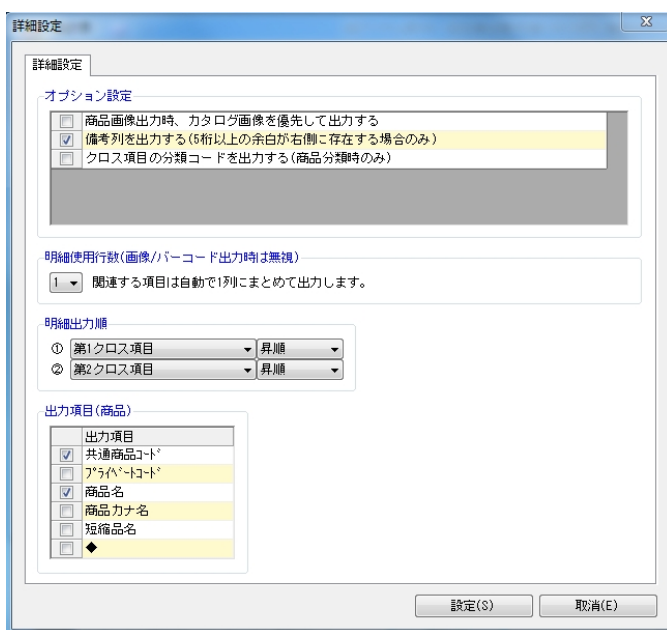 詳細設定
詳細設定
オプション設定
商品画像出力時、カタログ画像を優先して出力する
備考列を出力する(5桁以上の余白が右側に存在する場合のみ)
クロス項目の分類コードを出力する(商品分類時のみ)
明細使用行数(画像/バーコード出力時は無視)
1 関連する項目は自動で1列にまとめて出力します。
明細出力順
① 第1クロス項目 昇順
② 第2クロス項目 昇順
出力項目(商品)
出力項目
共通商品ｺｰﾄﾞ
ﾌﾟﾗｲﾍﾞｰﾄｺｰﾄﾞ
商品名
商品カナ名
短縮品名
◆
設定(S) 取消(E)